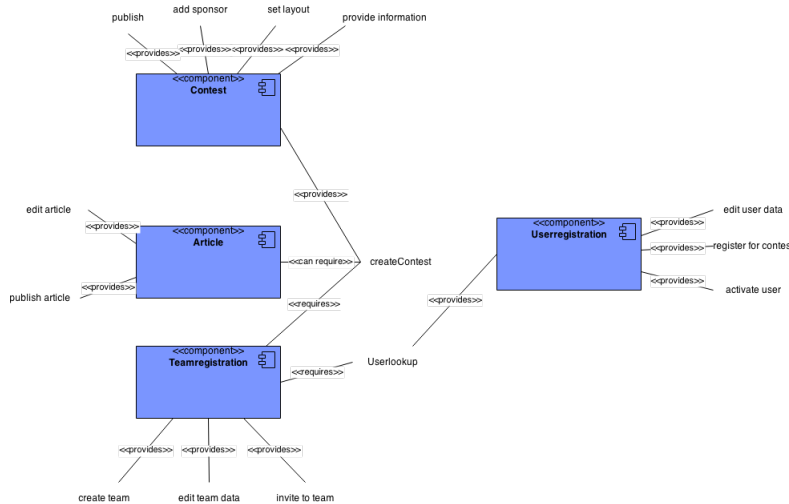 add sponsor
publish
set layout
provide information
<<provides>>
<<provides>>
<<provides>>
<<provides>>
<<component>>
Contest
<<provides>>
edit article
<<provides>>
<<component>>
Article
<<can require>>
createContest
publish article
<<provides>>
<<requires>>
<<component>>
Userregistration
<<provides>>
edit user data
<<provides>>
register for contes
<<provides>>
activate user
<<provides>>
<<component>>
Teamregistration
Userlookup
<<requires>>
<<provides>>
<<provides>>
<<provides>>
create team
edit team data
invite to team